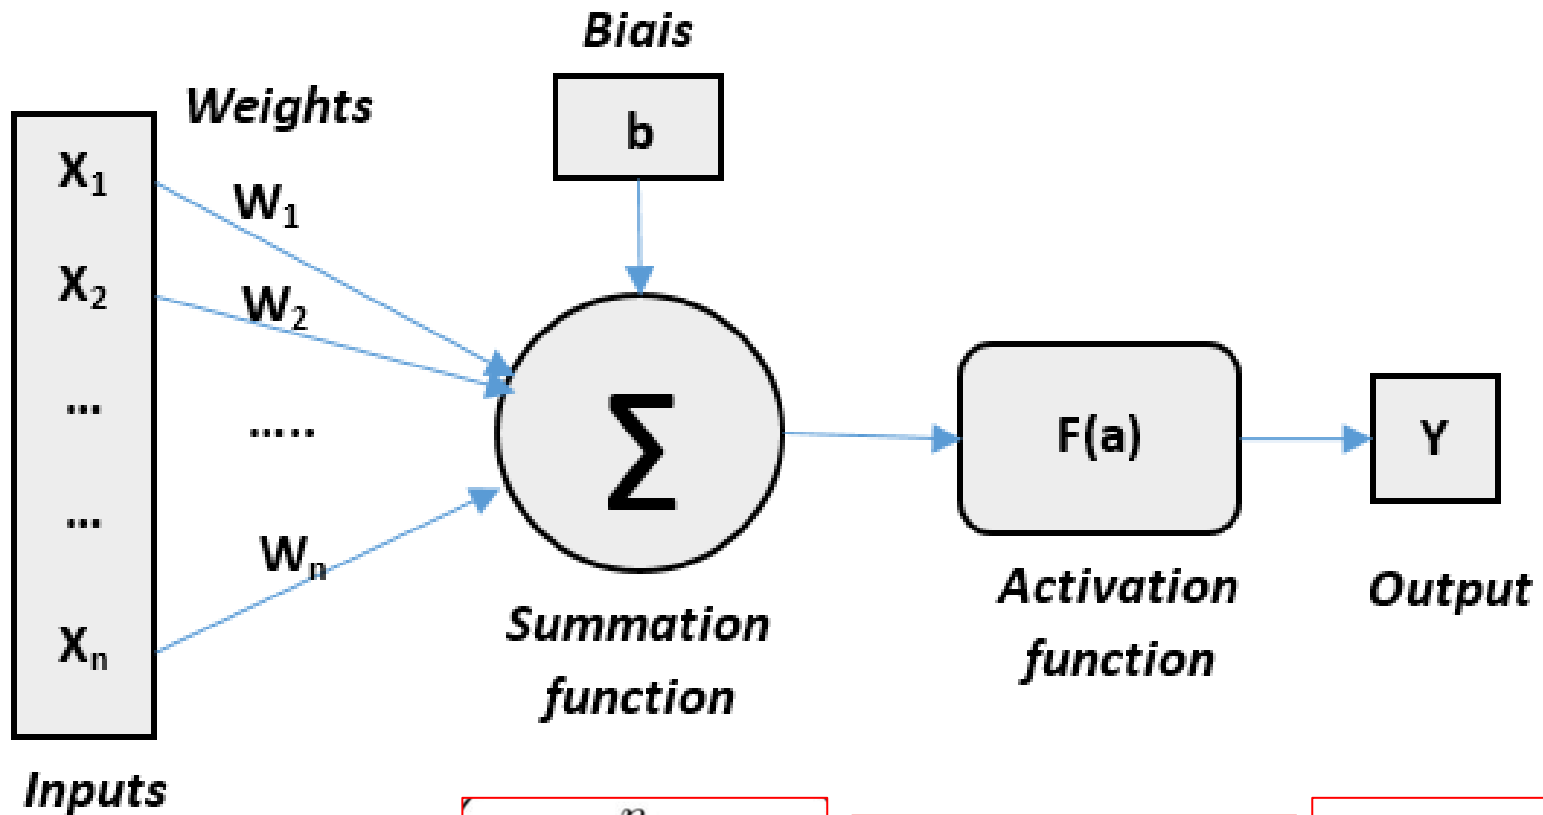 Biais
b
Weights
X₁
W₁
X₂
W₂
...
.....
...
Wₙ
Xₙ
Inputs
∑
Summation
function
F(a)
Activation
function
Y
Output